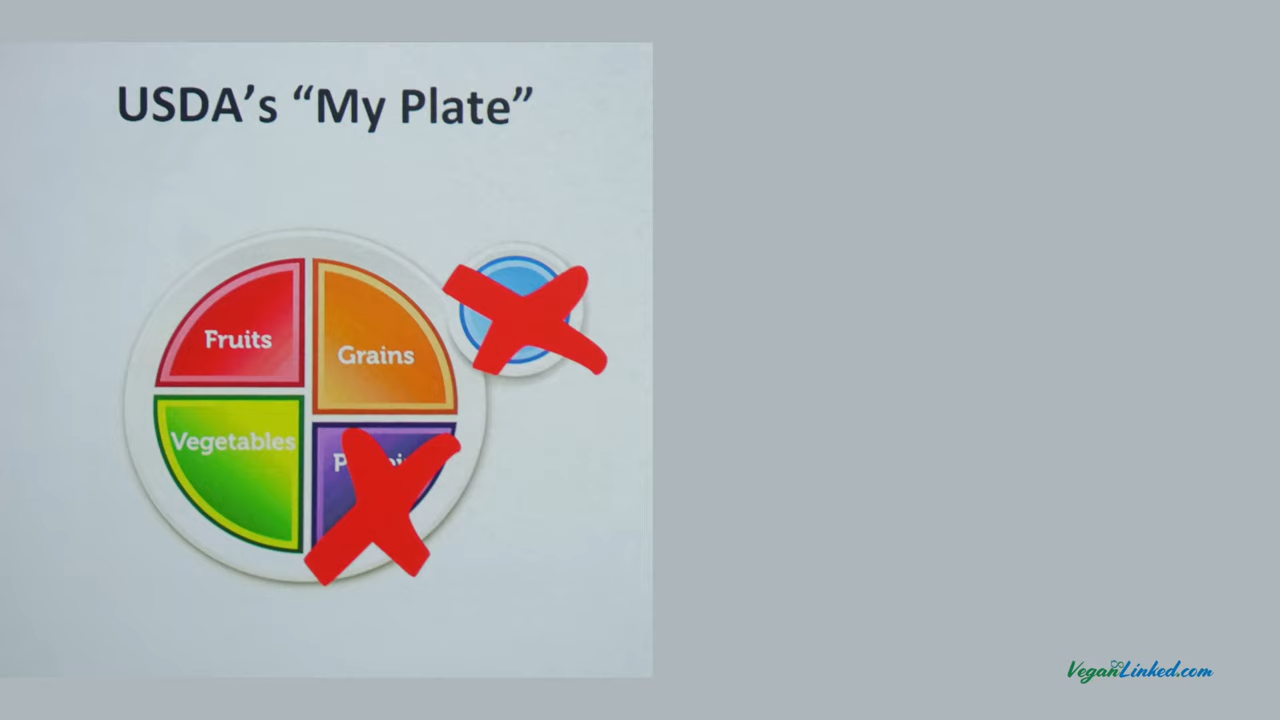 USDA's “My Plate”
Fruits
Grains
Vegetables
VeganLinked.com